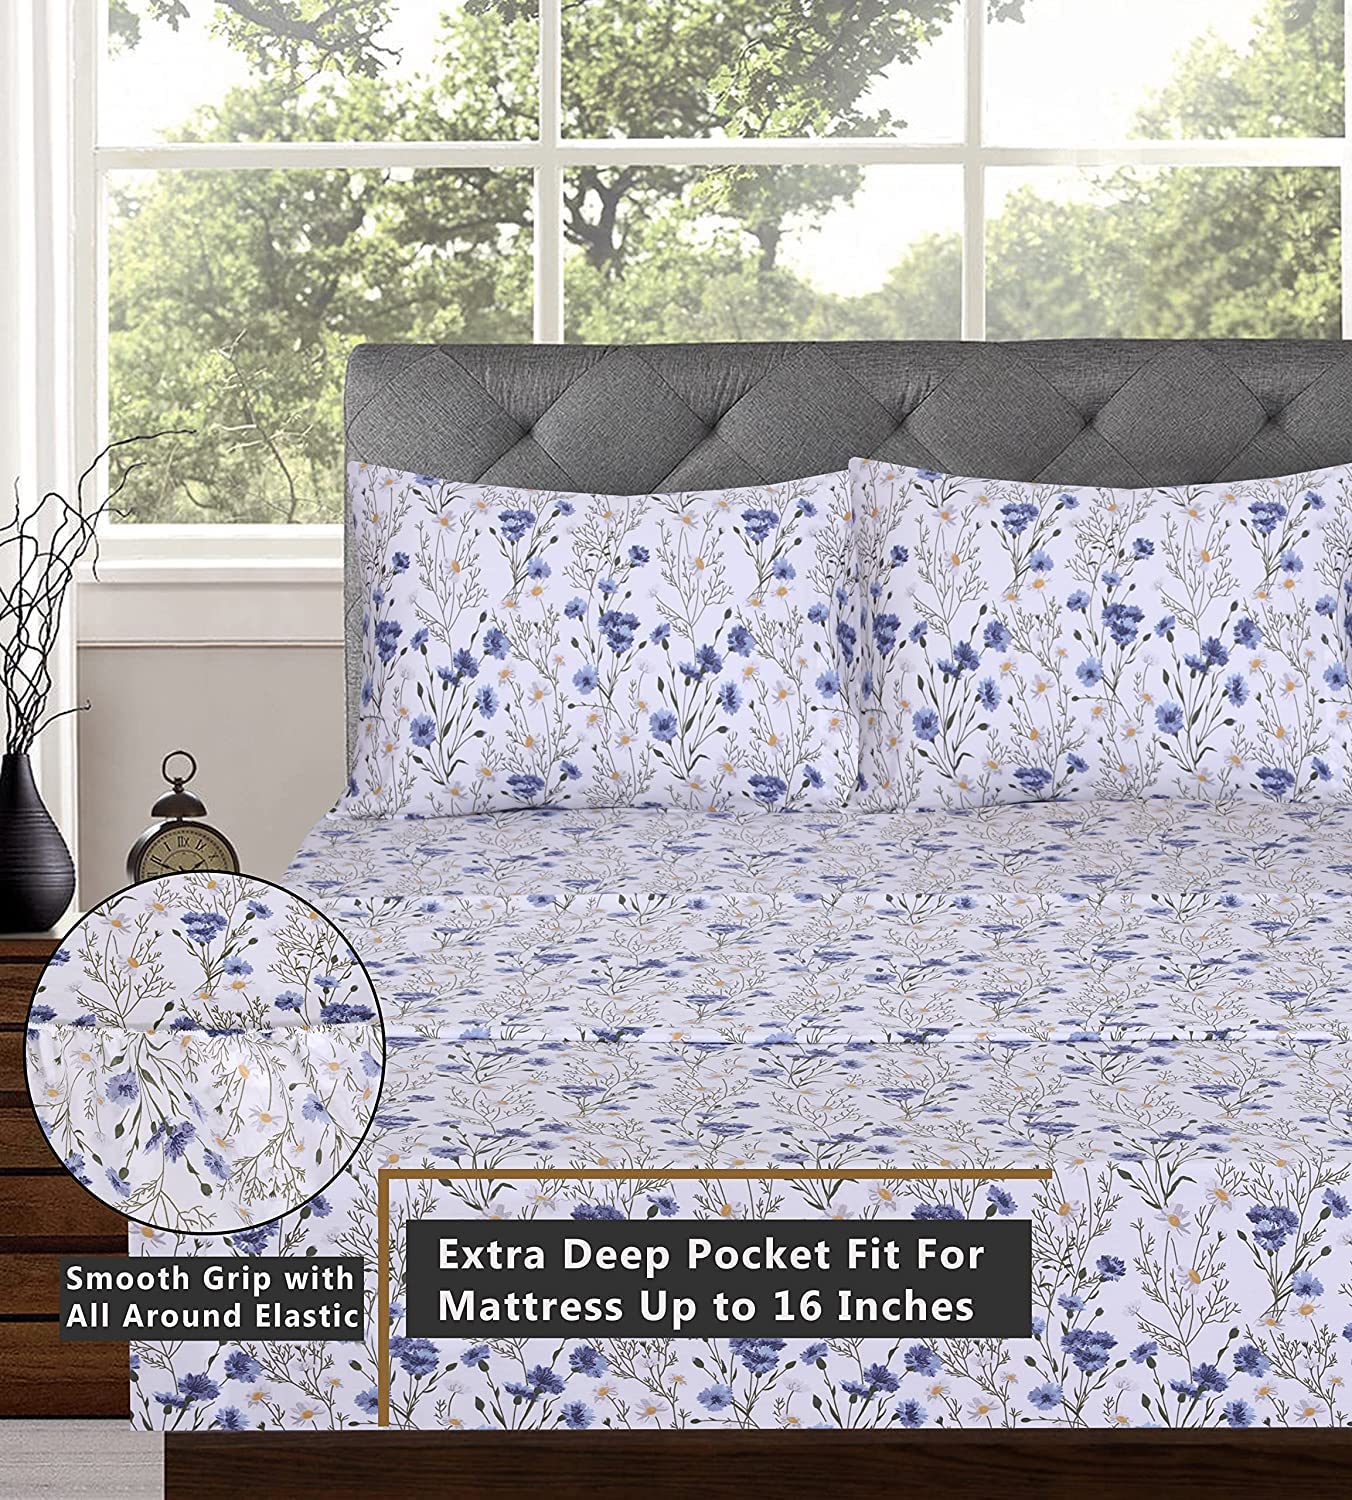 Smooth Grip with
All Around Elastic
Extra Deep Pocket Fit For
Mattress Up to 16 Inches